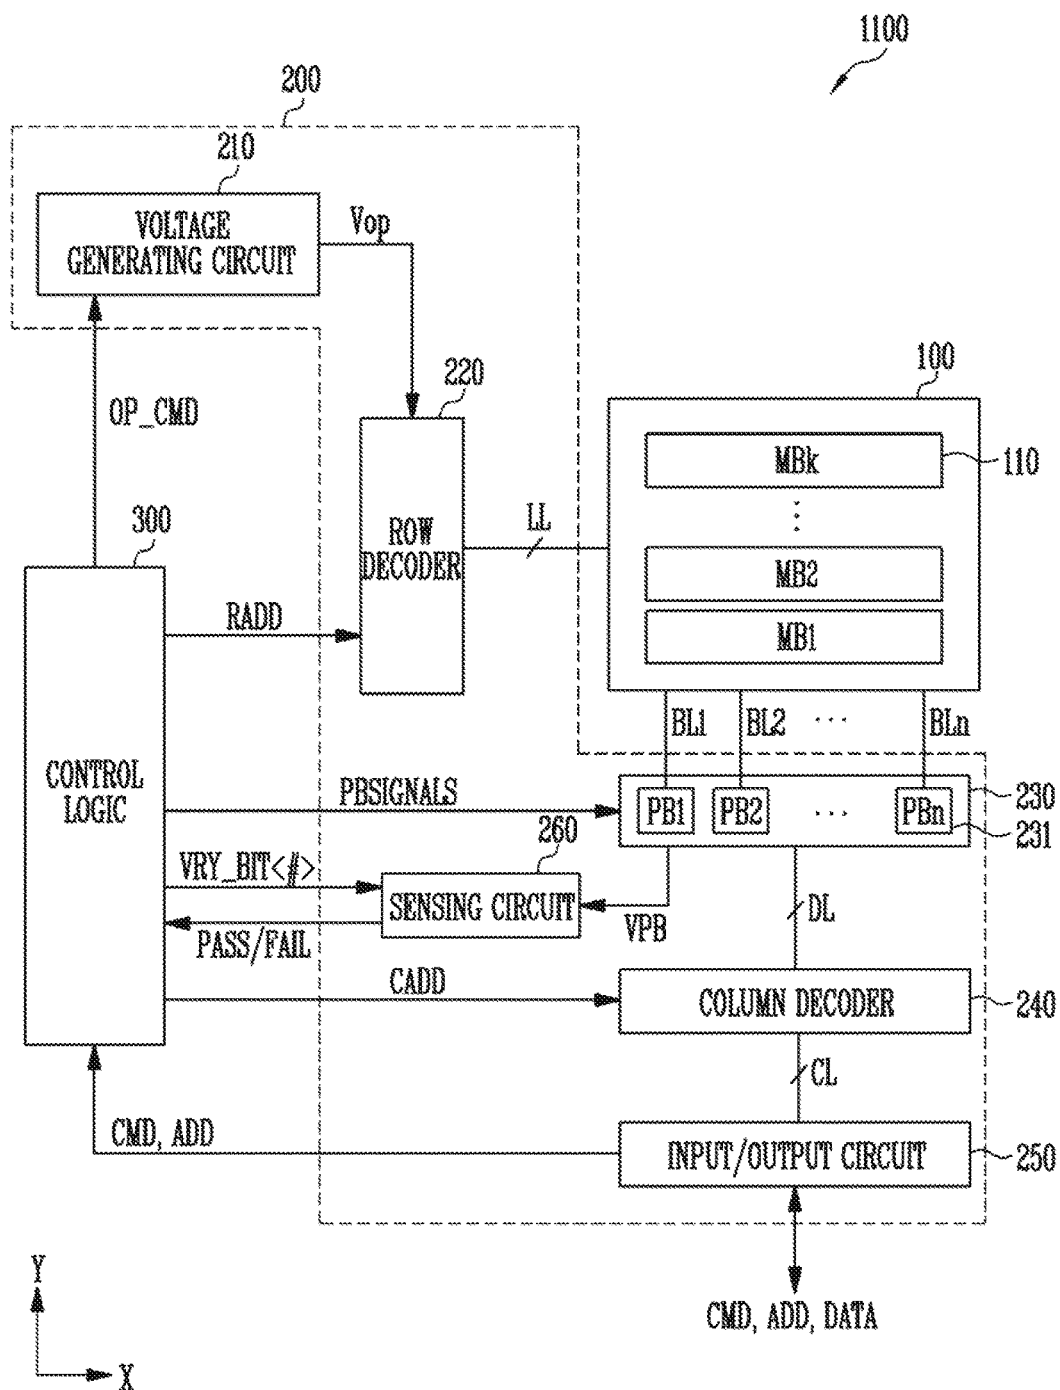 1100
200
210
VOLTAGE
GENERATING CIRCUIT
Vop
220
100
OP_CMD
MBk
110
300
ROW
DECODER
LL
MB2
RADD
MB1
BL1
BL2
...
BLn
CONTROL
LOGIC
PBSIGNALS
PB1
PB2
...
PBn
230
231
260
VRY_BIT<#>
SENSING CIRCUIT
VPB
DL
PASS/FAIL
CADD
COLUMN DECODER
240
CL
CMD, ADD
INPUT/OUTPUT CIRCUIT
250
Y
X
CMD, ADD, DATA